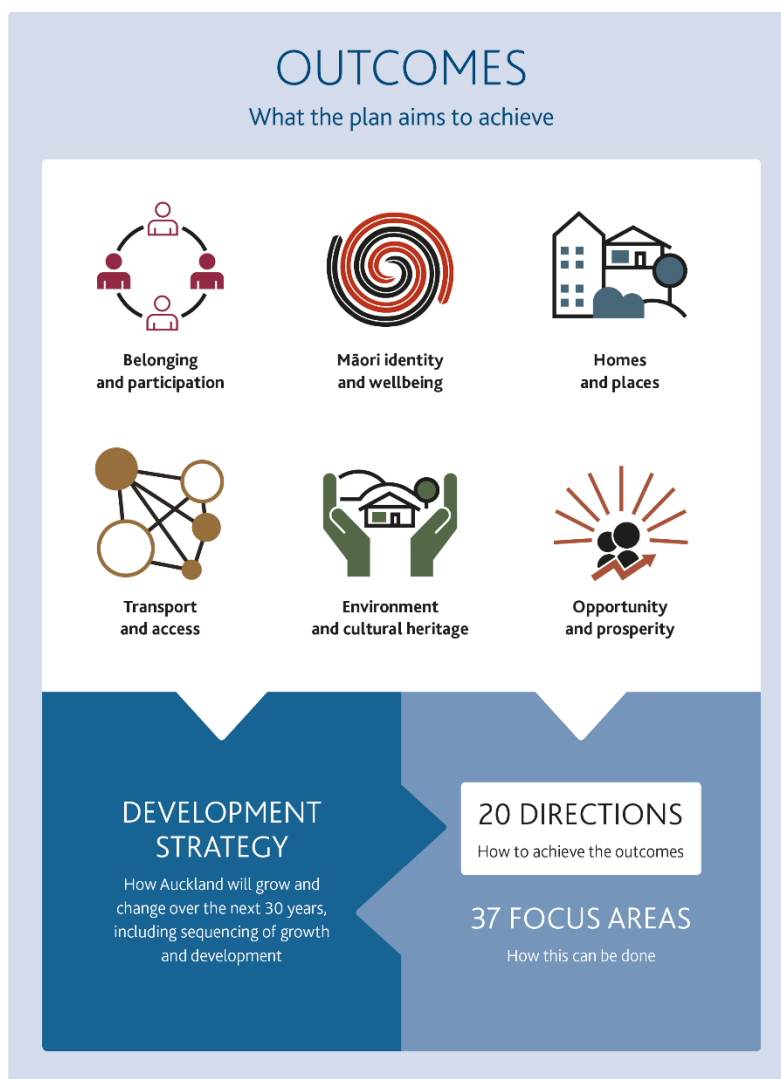 OUTCOMES
What the plan aims to achieve
Belonging
and participation
Māori identity
and wellbeing
Homes
and places
Transport
and access
Environment
and cultural heritage
Opportunity
and prosperity
DEVELOPMENT
STRATEGY
How Auckland will grow and
change over the next 30 years,
including sequencing of growth
and development
20 DIRECTIONS
How to achieve the outcomes
37 FOCUS AREAS
How this can be done